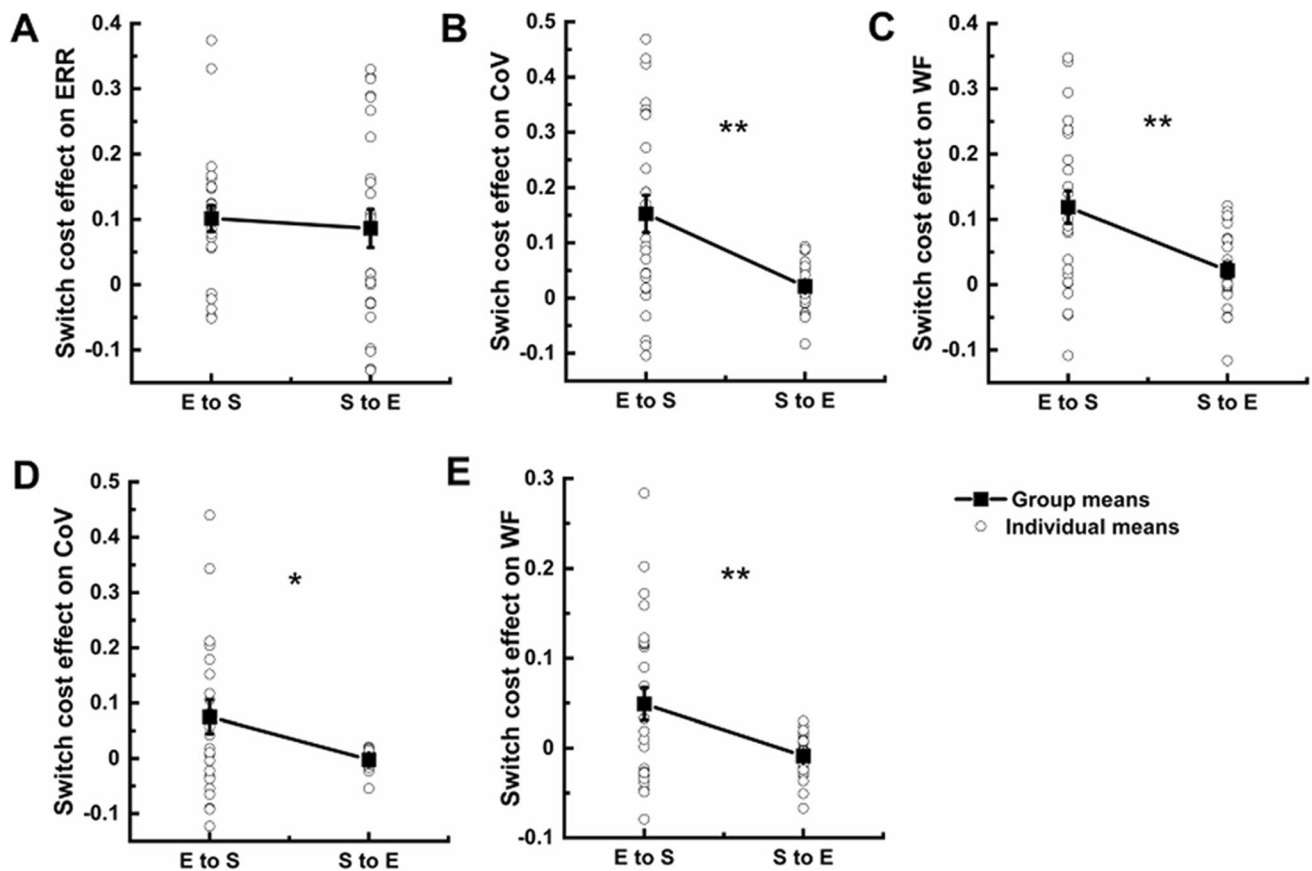 A
Switch cost effect on ERR
0.4
0.3
0.2
0.1
0
-0.1
E to S
S to E
B
Swich cost effect on CoV
0.5
0.4
0.3
0.2
0.1
0
-0.1
**
E to S
S to E
C
Switch cost effect on WF
0.4
0.3
0.2
0.1
0
-0.1
**
E to S
S to E
D
Switch cost effect on CoV
0.5
0.4
0.3
0.2
0.1
0
-0.1
*
E to S
S to E
E
Switch cost effect on WF
0.3
0.2
0.1
0
-0.1
**
E to S
S to E
Group means
Individual means